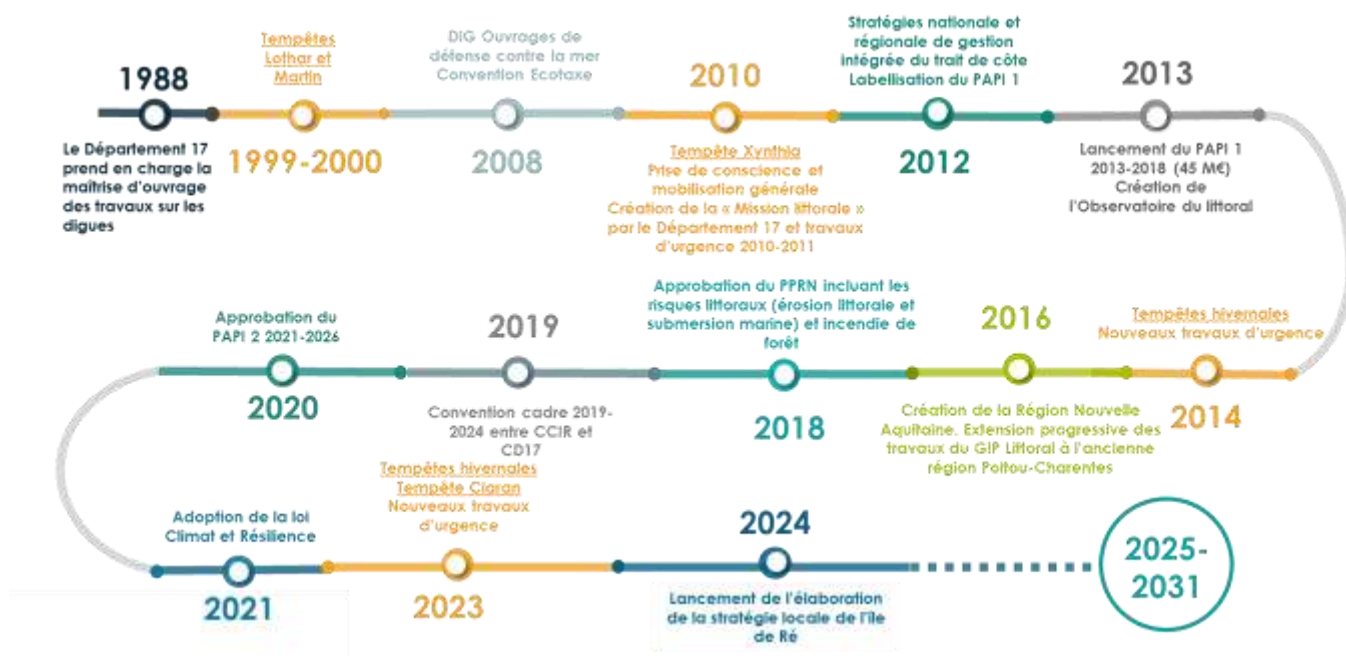 1988
Le Département 17
prend en charge la
maîtrise d'ouvrage
des travaux sur les
digues
Tempêtes
Lothar et
Martin
1999-2000
DIG Ouvrages de
défense contre la mer
Convention Ecotaxe
2008
2010
Tempête Xynthia
Prise de conscience et
mobilisation générale
Création de la « Mission littorale »
par le Département 17 et travaux
d'urgence 2010-2011
Stratégies nationale et
régionale de gestion
intégrée du trait de côte
Labellisation du PAPI 1
2012
2013
Lancement du PAPI 1
2013-2018 (45 M€)
Création de
l'Observatoire du littoral
Tempêtes hivernales
Nouveaux travaux d'urgence
2014
2016
Création de la Région Nouvelle
Aquitaine. Extension progressive des
travaux du GIP Littoral à l'ancienne
région Poitou-Charentes
Approbation du PPRN incluant les
risques littoraux (érosion littorale et
submersion marine) et incendie de
forêt
2018
2019
Convention cadre 2019-
2024 entre CCIR et
CD17
Approbation du
PAPI 2 2021-2026
2020
Adoption de la loi
Climat et Résilience
2021
Tempêtes hivernales
Tempête Ciaran
Nouveaux travaux
d'urgence
2023
2024
Lancement de l'élaboration
de la stratégie locale de l'île
de Ré
2025-
2031